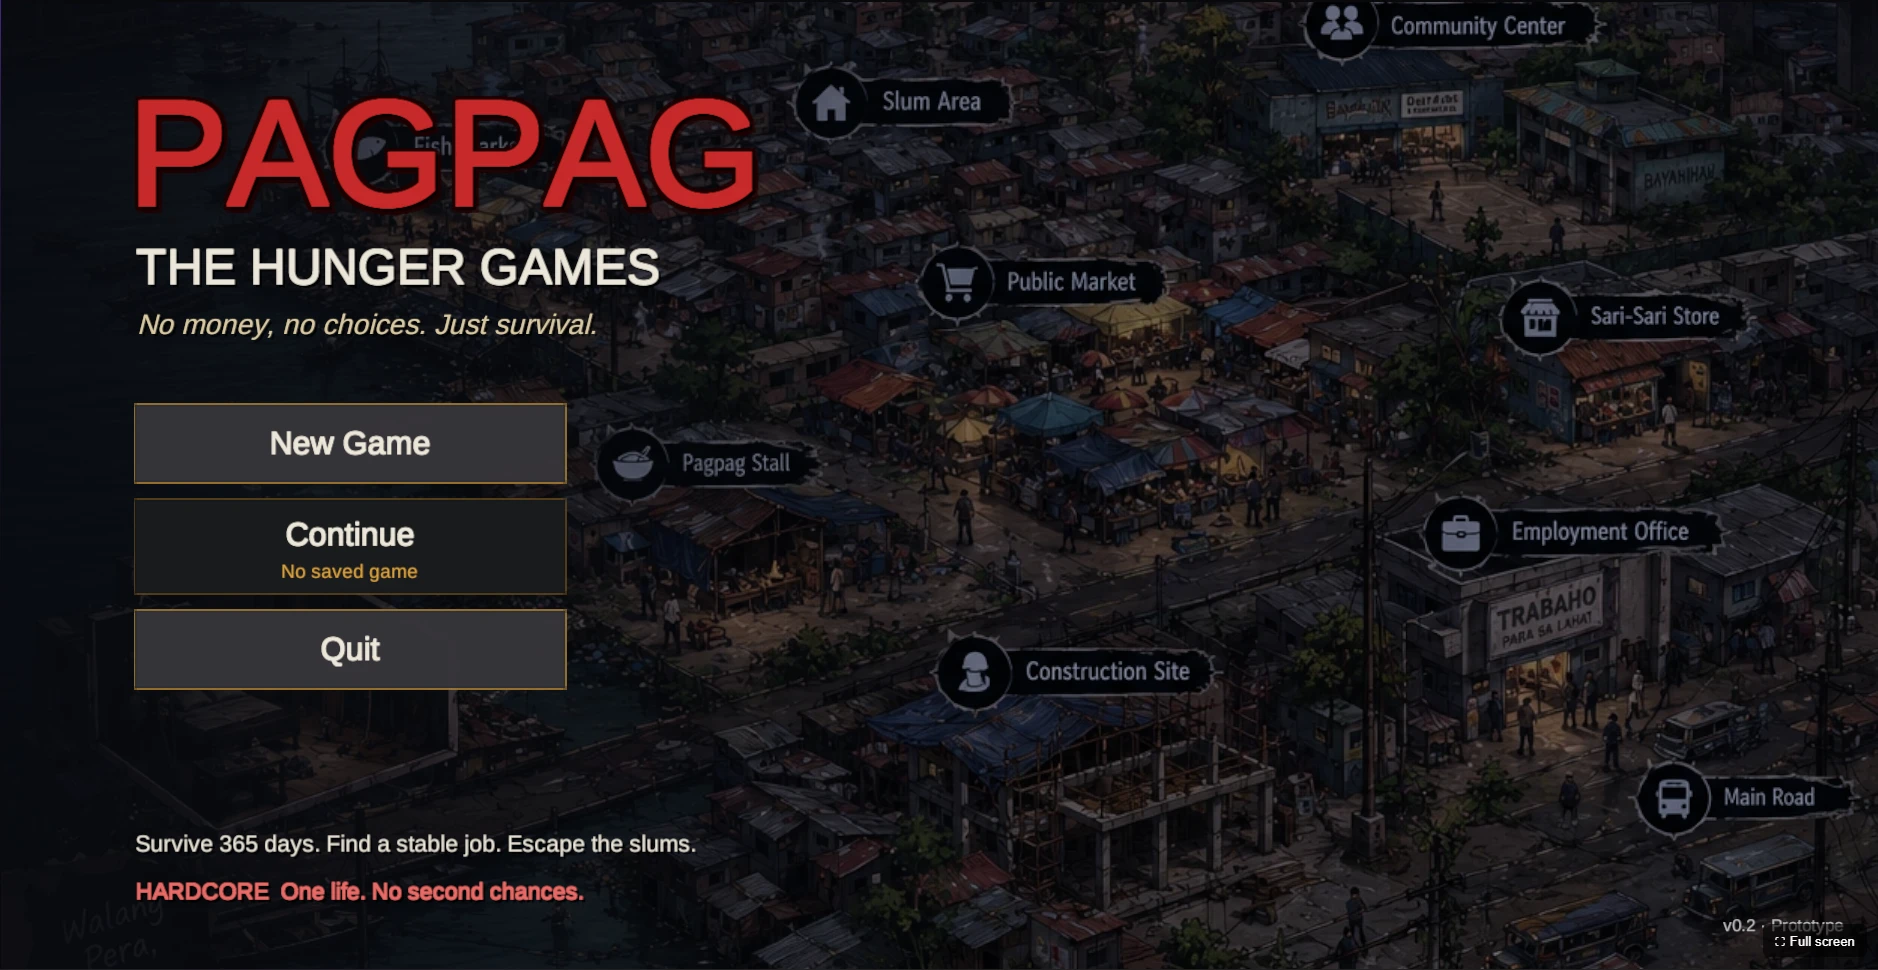 Community Center
Slum Area
PAGPAG
THE HUNGER GAMES
No money, no choices. Just survival.
Public Market
Sari-Sari Store
BAYANIHAN
New Game
Pagpag Stall
Continue
No saved game
Employment Office
TRABAHO
PARA SA LAHAT
Quit
Construction Site
Main Road
Survive 365 days. Find a stable job. Escape the slums.
HARDCORE One life. No second chances.
Walang
Pera,
v0.2 · Prototype
Full screen